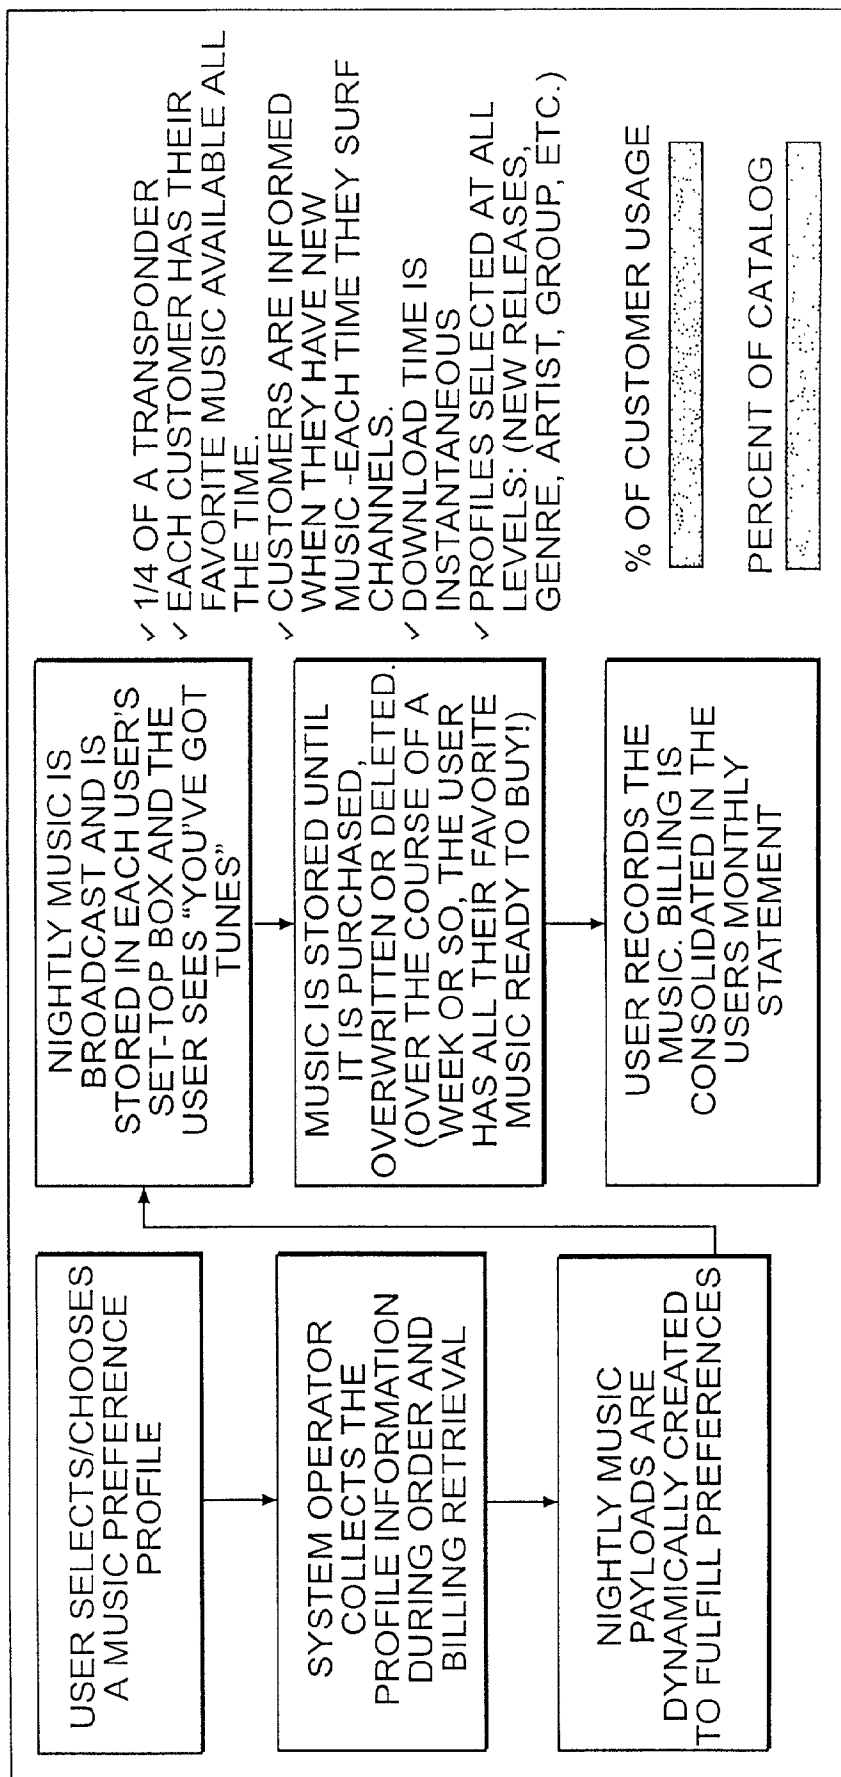 USER SELECTS/CHOOSES
A MUSIC PREFERENCE
PROFILE
SYSTEM OPERATOR
COLLECTS THE
PROFILE INFORMATION
DURING ORDER AND
BILLING RETRIEVAL
NIGHTLY MUSIC
PAYLOADS ARE
DYNAMICALLY CREATED
TO FULFILL PREFERENCES
NIGHTLY MUSIC IS
BROADCAST AND IS
STORED IN EACH USER'S
SET-TOP BOX AND THE
USER SEES "YOU'VE GOT
TUNES"
MUSIC IS STORED UNTIL
IT IS PURCHASED,
OVERWRITTEN OR DELETED.
(OVER THE COURSE OF A
WEEK OR SO, THE USER
HAS ALL THEIR FAVORITE
MUSIC READY TO BUY!)
USER RECORDS THE
MUSIC. BILLING IS
CONSOLIDATED IN THE
USERS MONTHLY
STATEMENT
✓ 1/4 OF A TRANSPONDER
✓ EACH CUSTOMER HAS THEIR
FAVORITE MUSIC AVAILABLE ALL
THE TIME.
✓ CUSTOMERS ARE INFORMED
WHEN THEY HAVE NEW
MUSIC -EACH TIME THEY SURF
CHANNELS.
✓ DOWNLOAD TIME IS
INSTANTANEOUS
✓ PROFILES SELECTED AT ALL
LEVELS: (NEW RELEASES,
GENRE, ARTIST, GROUP, ETC.)
% OF CUSTOMER USAGE
PERCENT OF CATALOG